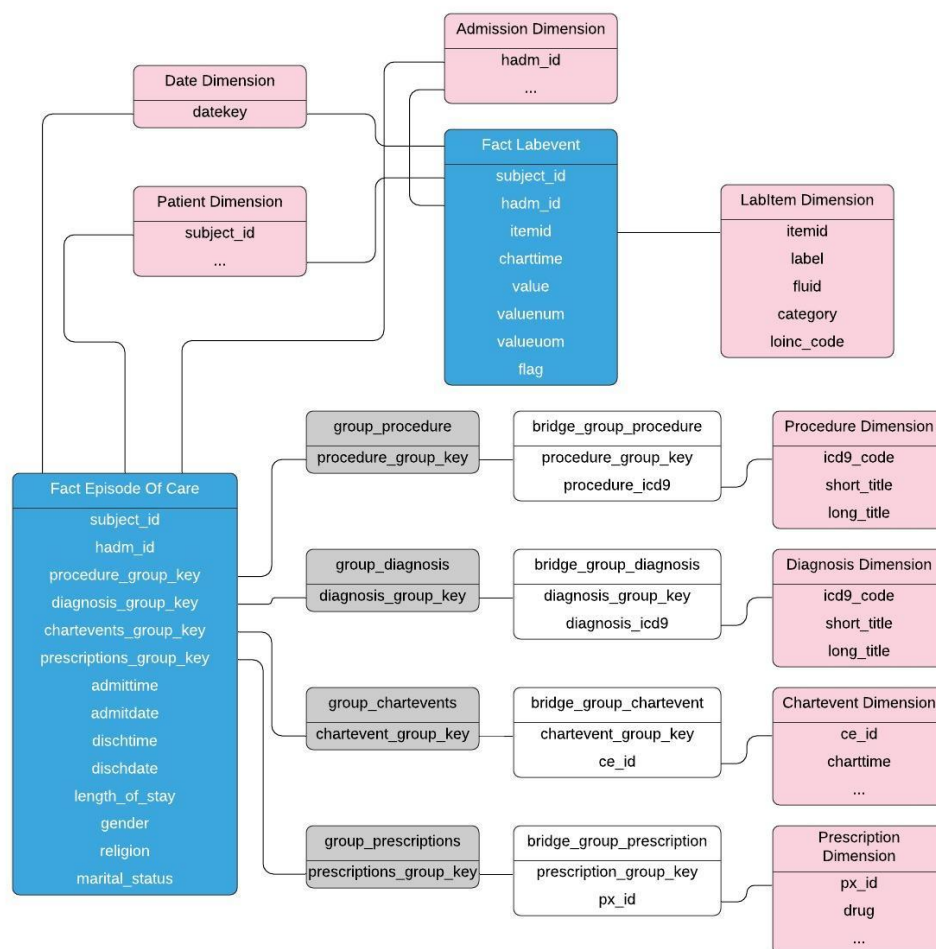 Admission Dimension
hadm_id
...
Date Dimension
datekey
Fact Labevent
subject_id
hadm_id
itemid
charttime
value
valuenum
valueuom
flag
Patient Dimension
subject_id
...
LabItem Dimension
itemid
label
fluid
category
loinc_code
group_procedure
procedure_group_key
bridge_group_procedure
procedure_group_key
procedure_icd9
Procedure Dimension
icd9_code
short_title
long_title
Fact Episode Of Care
subject_id
hadm_id
procedure_group_key
diagnosis_group_key
chartevents_group_key
prescriptions_group_key
admittime
admitdate
dischtime
dischdate
length_of_stay
gender
religion
marital_status
group_diagnosis
diagnosis_group_key
bridge_group_diagnosis
diagnosis_group_key
diagnosis_icd9
Diagnosis Dimension
icd9_code
short_title
long_title
group_chartevents
chartevent_group_key
bridge_group_chartevent
chartevent_group_key
ce_id
Chartevent Dimension
ce_id
charttime
...
group_prescriptions
prescriptions_group_key
bridge_group_prescription
prescription_group_key
px_id
Prescription
Dimension
px_id
drug
...